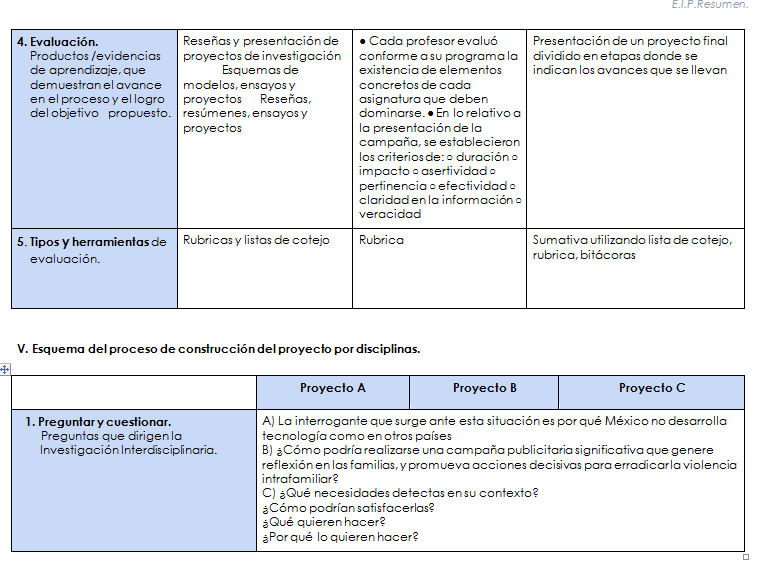 E.I.P.Resumen.
4. Evaluación.
Productos /evidencias
de aprendizaje, que
demuestran el avance
en el proceso y el logro
del objetivo propuesto.
Reseñas y presentación de
proyectos de investigación
Esquemas de
modelos, ensayos y
proyectos Reseñas,
resúmenes, ensayos y
proyectos
● Cada profesor evaluó
conforme a su programa la
existencia de elementos
concretos de cada
asignatura que deben
dominarse. ● En lo relativo a
la presentación de la
campaña, se establecieron
los criterios de: ○ duración ○
impacto ○ asertividad ○
pertinencia ○ efectividad ○
claridad en la información ○
veracidad
Presentación de un proyecto final
dividido en etapas donde se
indican los avances que se llevan
5. Tipos y herramientas de
evaluación.
Rubricas y listas de cotejo
Rubrica
Sumativa utilizando lista de cotejo,
rubrica, bitácoras
V. Esquema del proceso de construcción del proyecto por disciplinas.
Proyecto A
Proyecto B
Proyecto C
1. Preguntar y cuestionar.
Preguntas que dirigen la
Investigación Interdisciplinaria.
A) La interrogante que surge ante esta situación es por qué México no desarrolla
tecnología como en otros países
B) ¿Cómo podría realizarse una campaña publicitaria significativa que genere
reflexión en las familias, y promueva acciones decisivas para erradicar la violencia
intrafamiliar?
C) ¿Qué necesidades detectas en su contexto?
¿Cómo podrían satisfacerlas?
¿Qué quieren hacer?
¿Por qué lo quieren hacer?